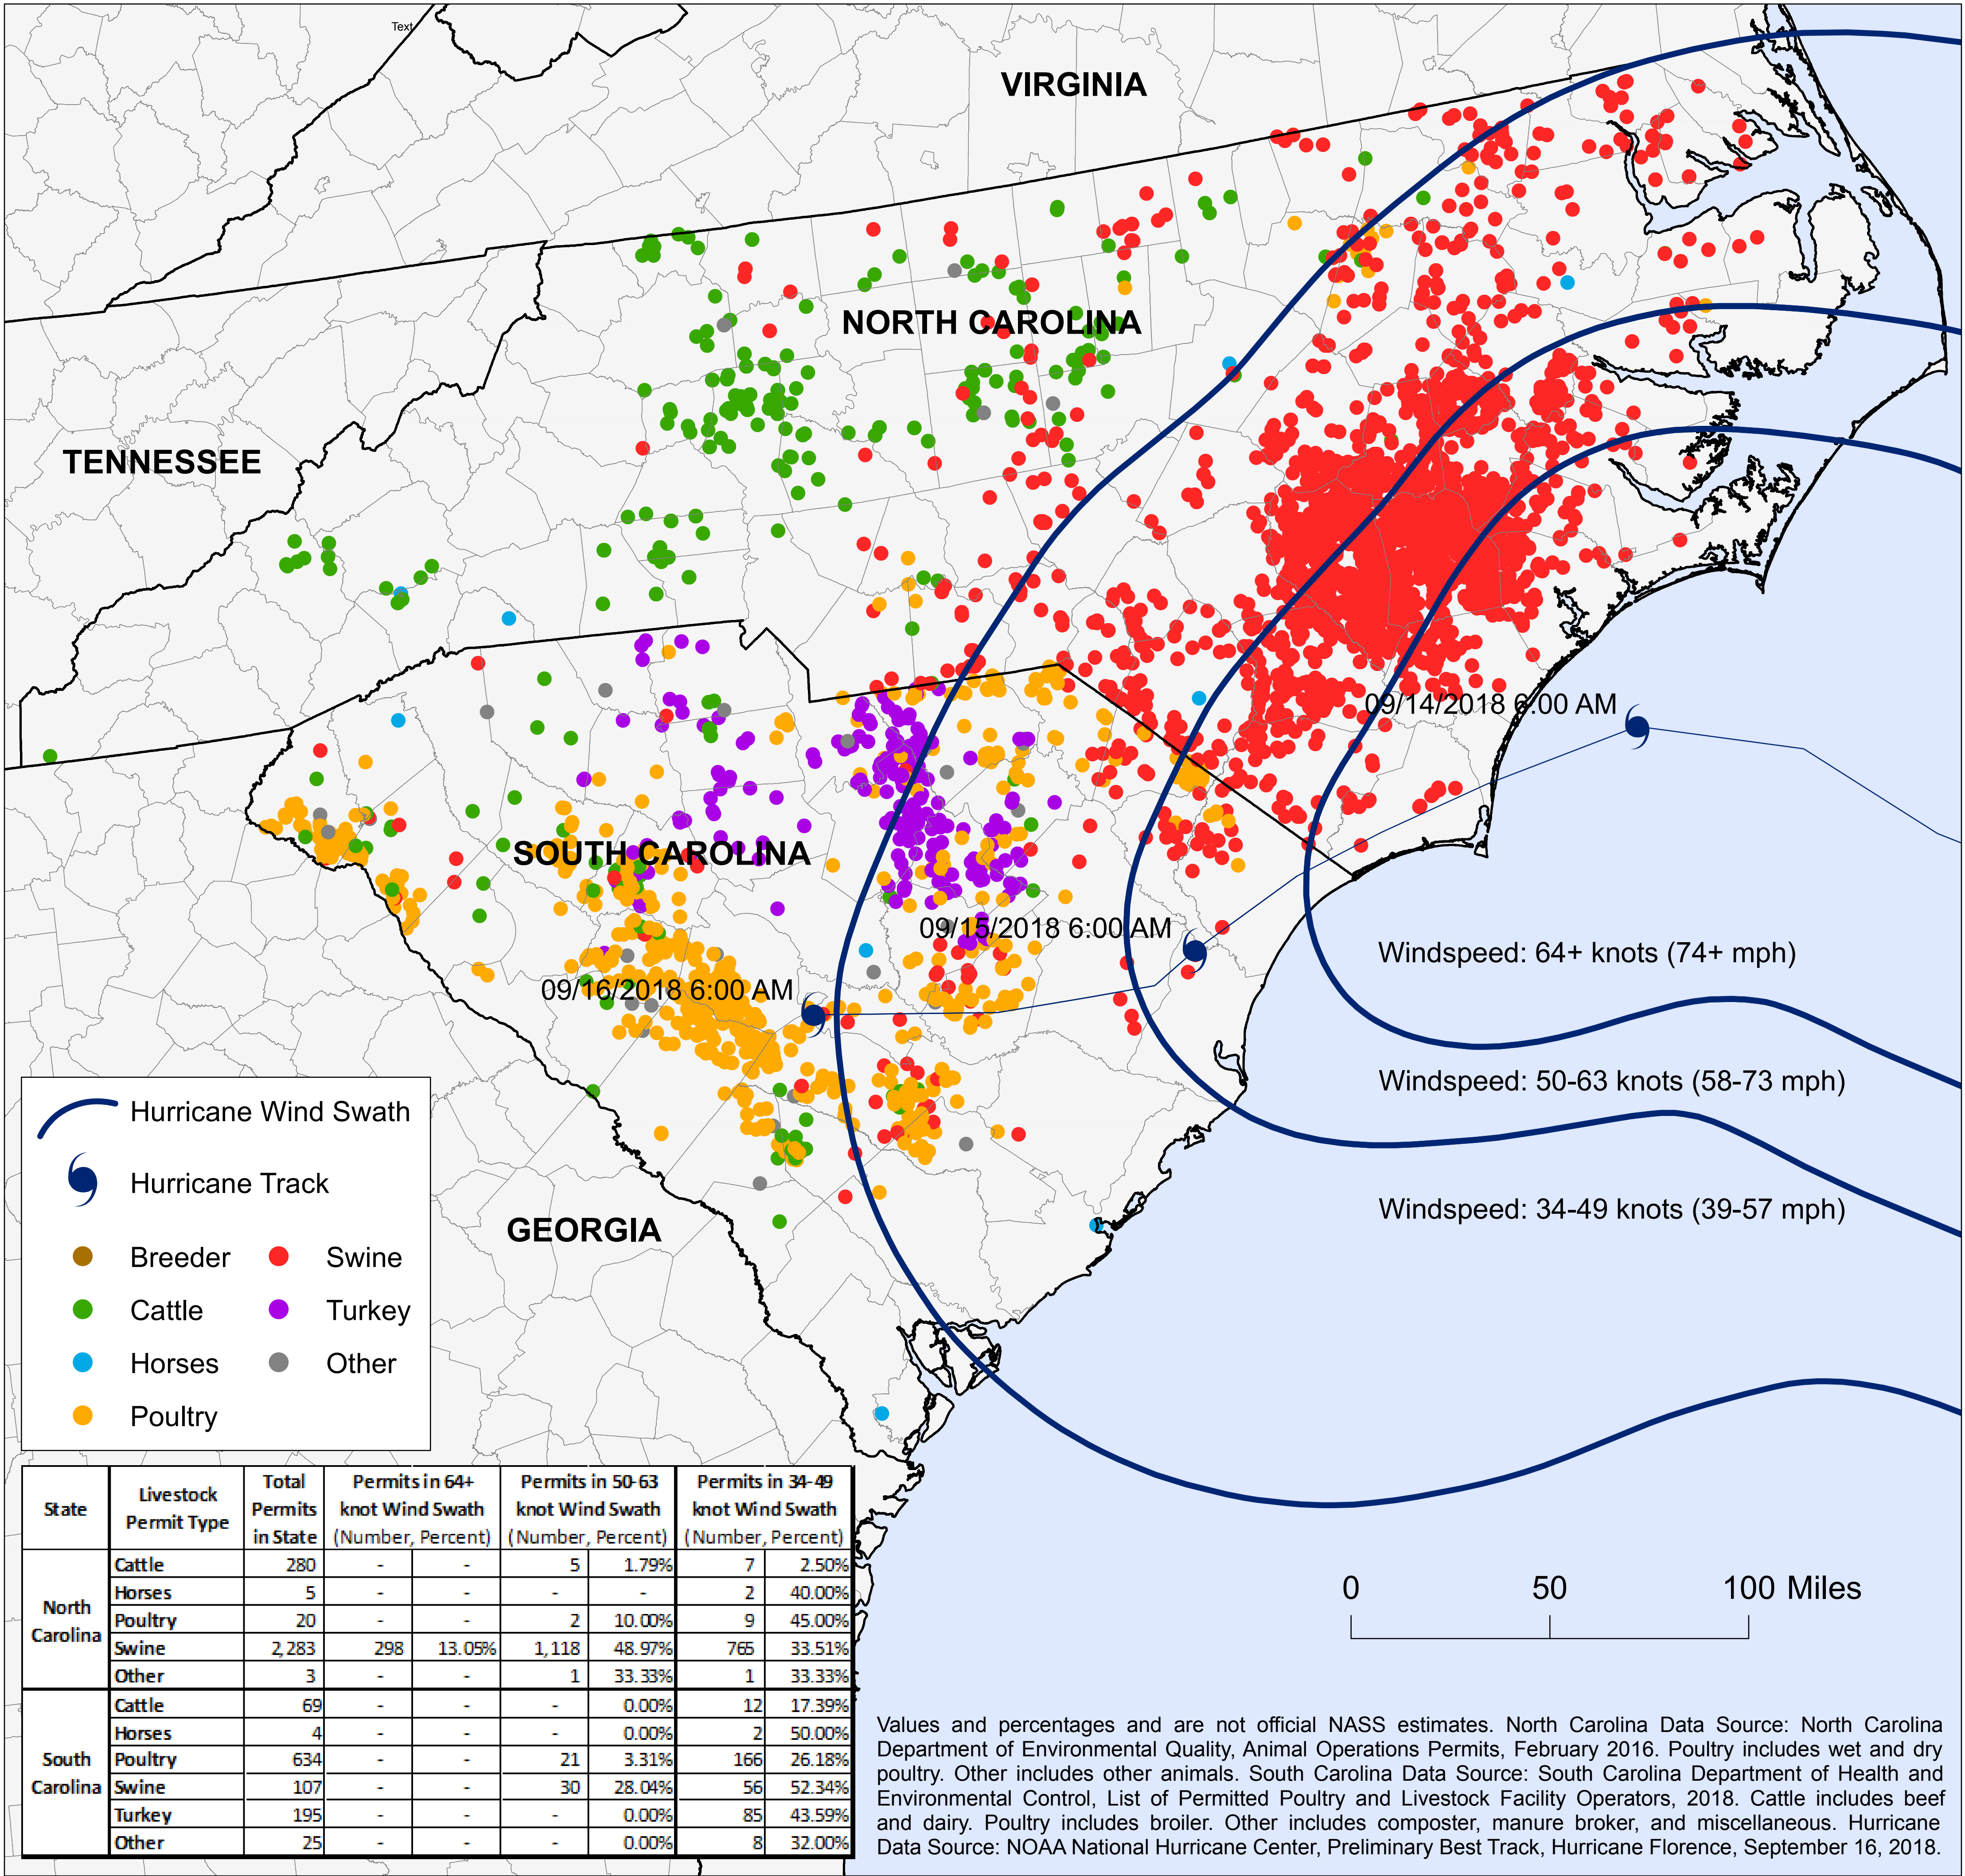 Text
VIRGINIA
NORTH CAROLINA
TENNESSEE
09/14/2018 6:00 AM
SOUTH CAROLINA
09/15/2018 6:00 AM
Windspeed: 64+ knots (74+ mph)
09/16/2018 6:00 AM
Windspeed: 50-63 knots (58-73 mph)
Windspeed: 34-49 knots (39-57 mph)
GEORGIA
Hurricane Wind Swath
Hurricane Track
Breeder Swine
Cattle Turkey
Horses Other
Poultry
State Livestock Permit Type Total Permits in State Permits in 64+ knot Wind Swath (Number, Percent) Permits in 50-63 knot Wind Swath (Number, Percent) Permits in 34-49 knot Wind Swath (Number, Percent)
North Carolina
Cattle 280 - - 5 1.79% 7 2.50%
Horses 5 - - - - 2 40.00%
Poultry 20 - - 2 10.00% 9 45.00%
Swine 2,283 298 13.05% 1,118 48.97% 765 33.51%
Other 3 - - 1 33.33% 1 33.33%
South Carolina
Cattle 69 - - - 0.00% 12 17.39%
Horses 4 - - - 0.00% 2 50.00%
Poultry 634 - - 21 3.31% 166 26.18%
Swine 107 - - 30 28.04% 56 52.34%
Turkey 195 - - - 0.00% 85 43.59%
Other 25 - - - 0.00% 8 32.00%
0 50 100 Miles
Values and percentages and are not official NASS estimates. North Carolina Data Source: North Carolina
Department of Environmental Quality, Animal Operations Permits, February 2016. Poultry includes wet and dry
poultry. Other includes other animals. South Carolina Data Source: South Carolina Department of Health and
Environmental Control, List of Permitted Poultry and Livestock Facility Operators, 2018. Cattle includes beef
and dairy. Poultry includes broiler. Other includes composter, manure broker, and miscellaneous. Hurricane
Data Source: NOAA National Hurricane Center, Preliminary Best Track, Hurricane Florence, September 16, 2018.